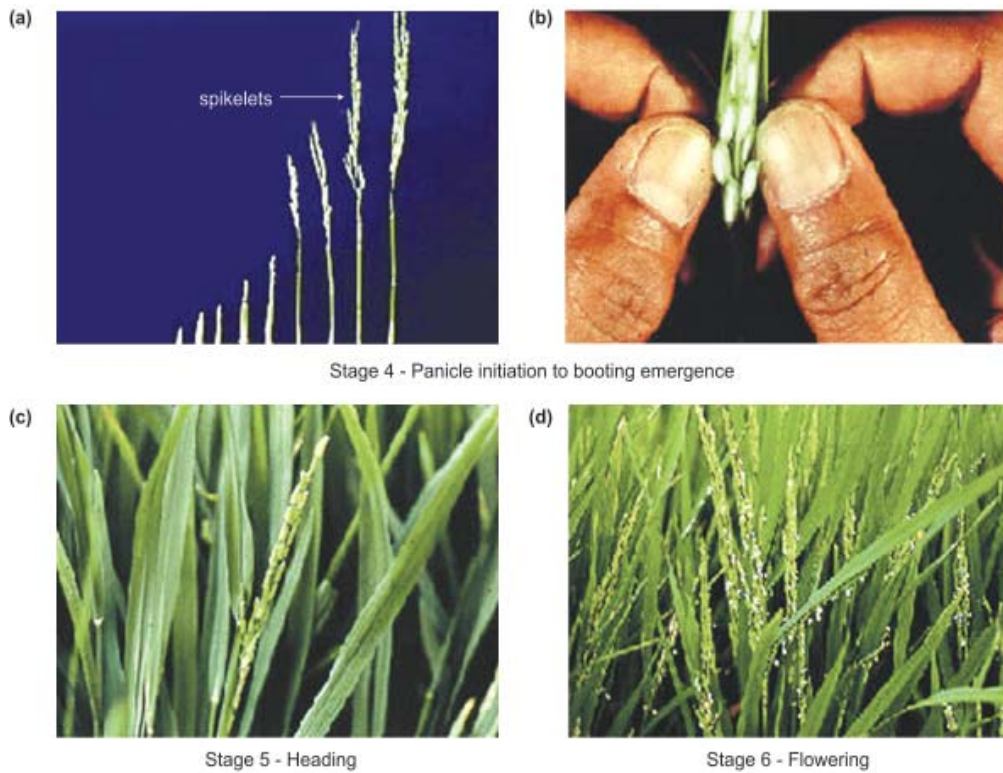 (a)
spikelets
(b)
Stage 4 - Panicle initiation to booting emergence
(c)
(d)
Stage 5 - Heading
Stage 6 - Flowering